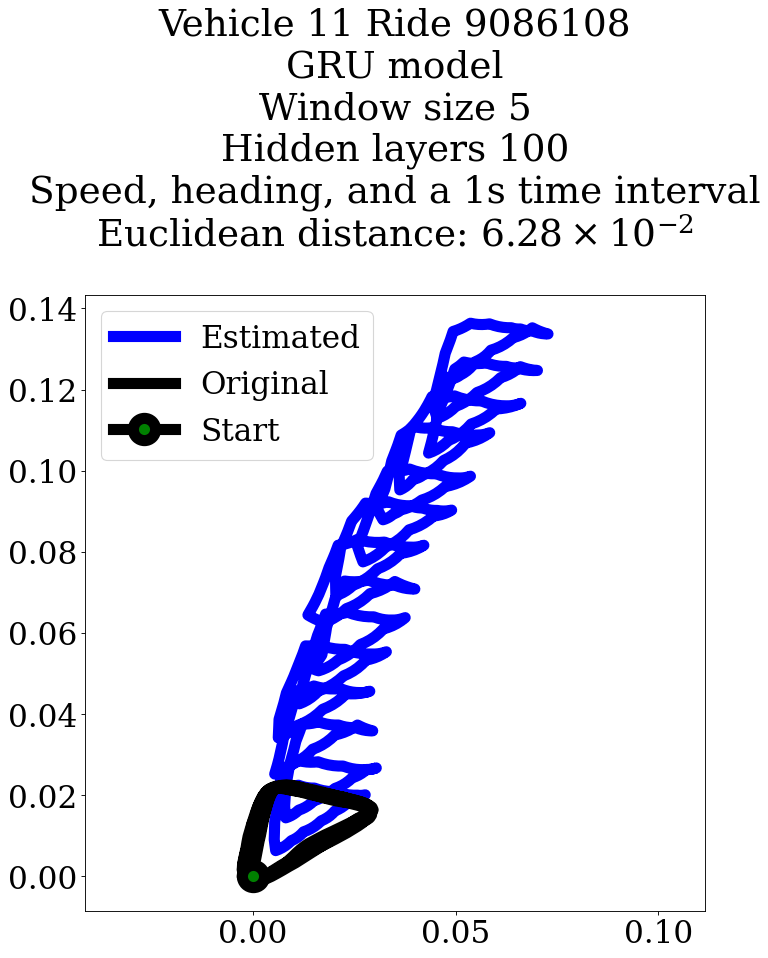 Vehicle 11 Ride 9086108
GRU model
Window size 5
Hidden layers 100
Speed, heading, and a 1s time interval
Euclidean distance: 6.28 × 10⁻²
Estimated
Original
Start
0.14
0.12
0.10
0.08
0.06
0.04
0.02
0.00
0.00 0.05 0.10